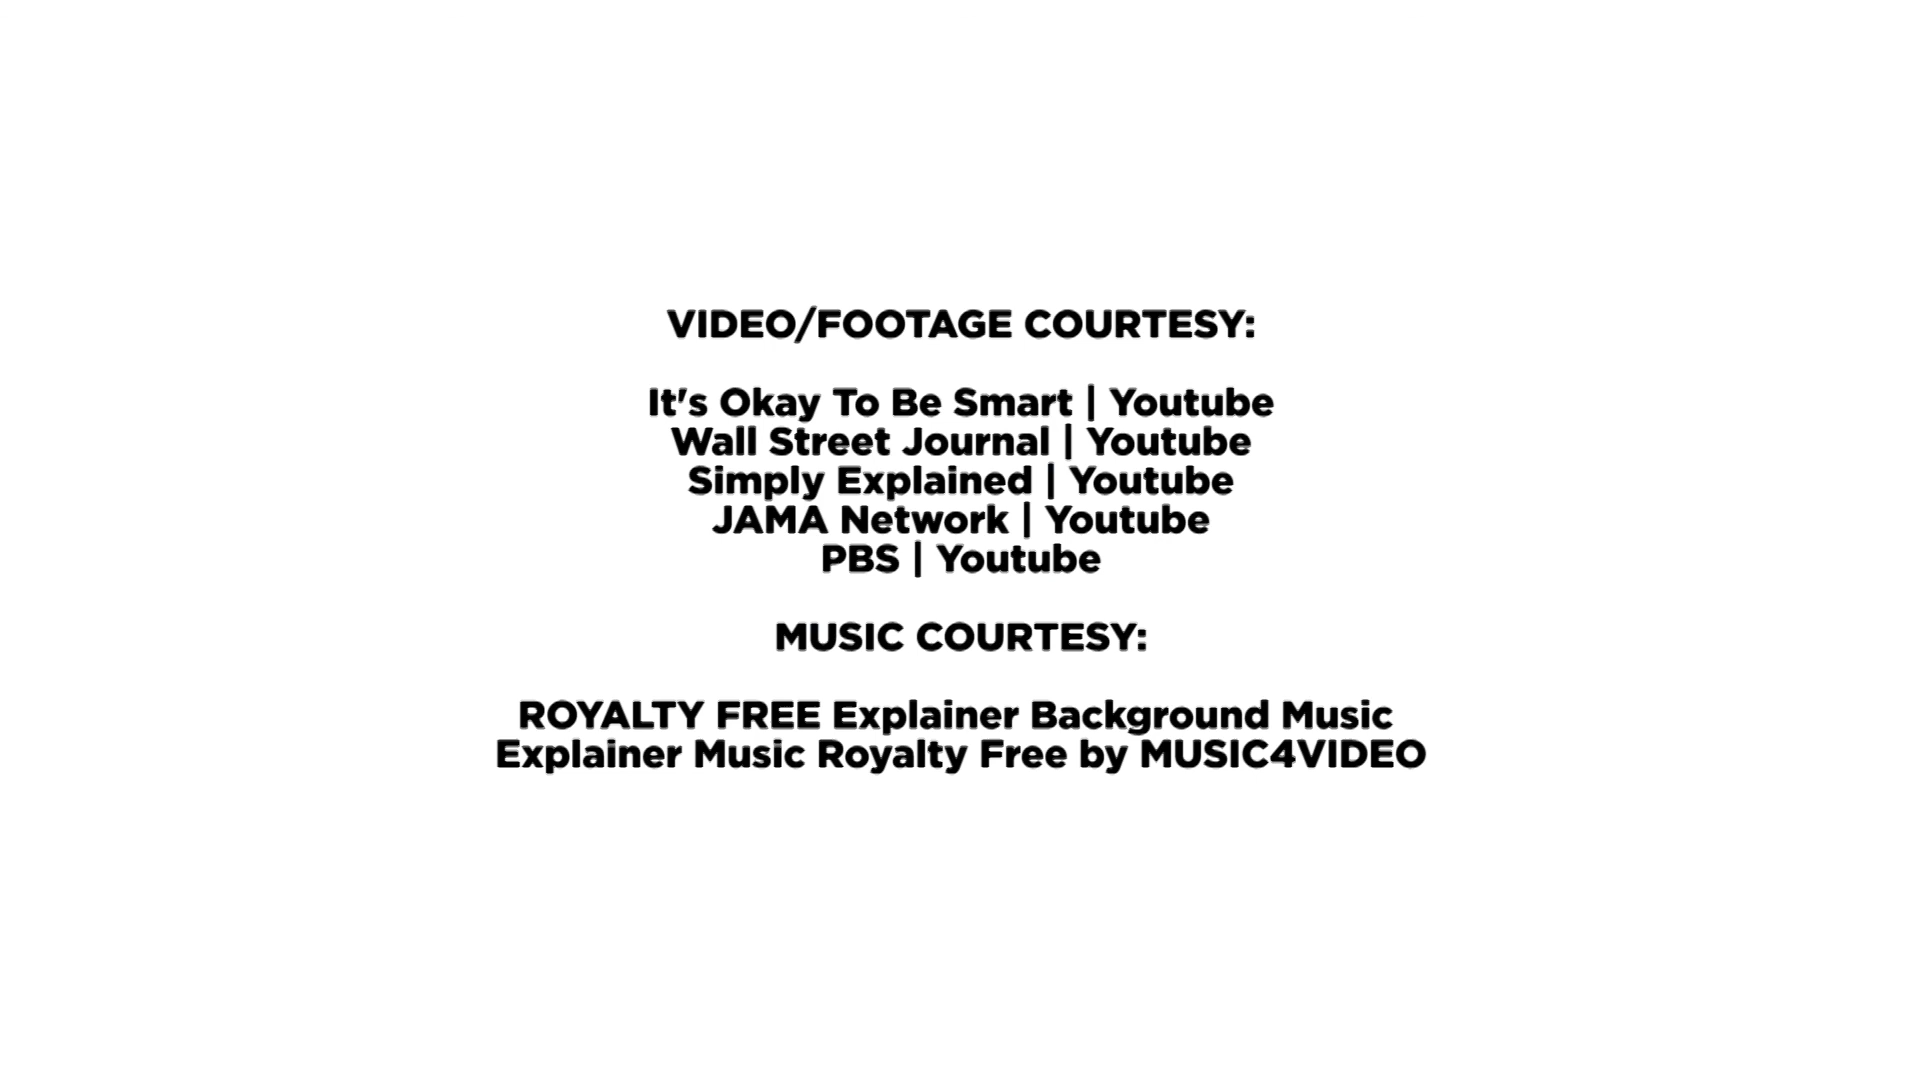 VIDEO/FOOTAGE COURTESY:
It's Okay To Be Smart | Youtube
Wall Street Journal | Youtube
Simply Explained | Youtube
JAMA Network | Youtube
PBS | Youtube
MUSIC COURTESY:
ROYALTY FREE Explainer Background Music
Explainer Music Royalty Free by MUSIC4VIDEO